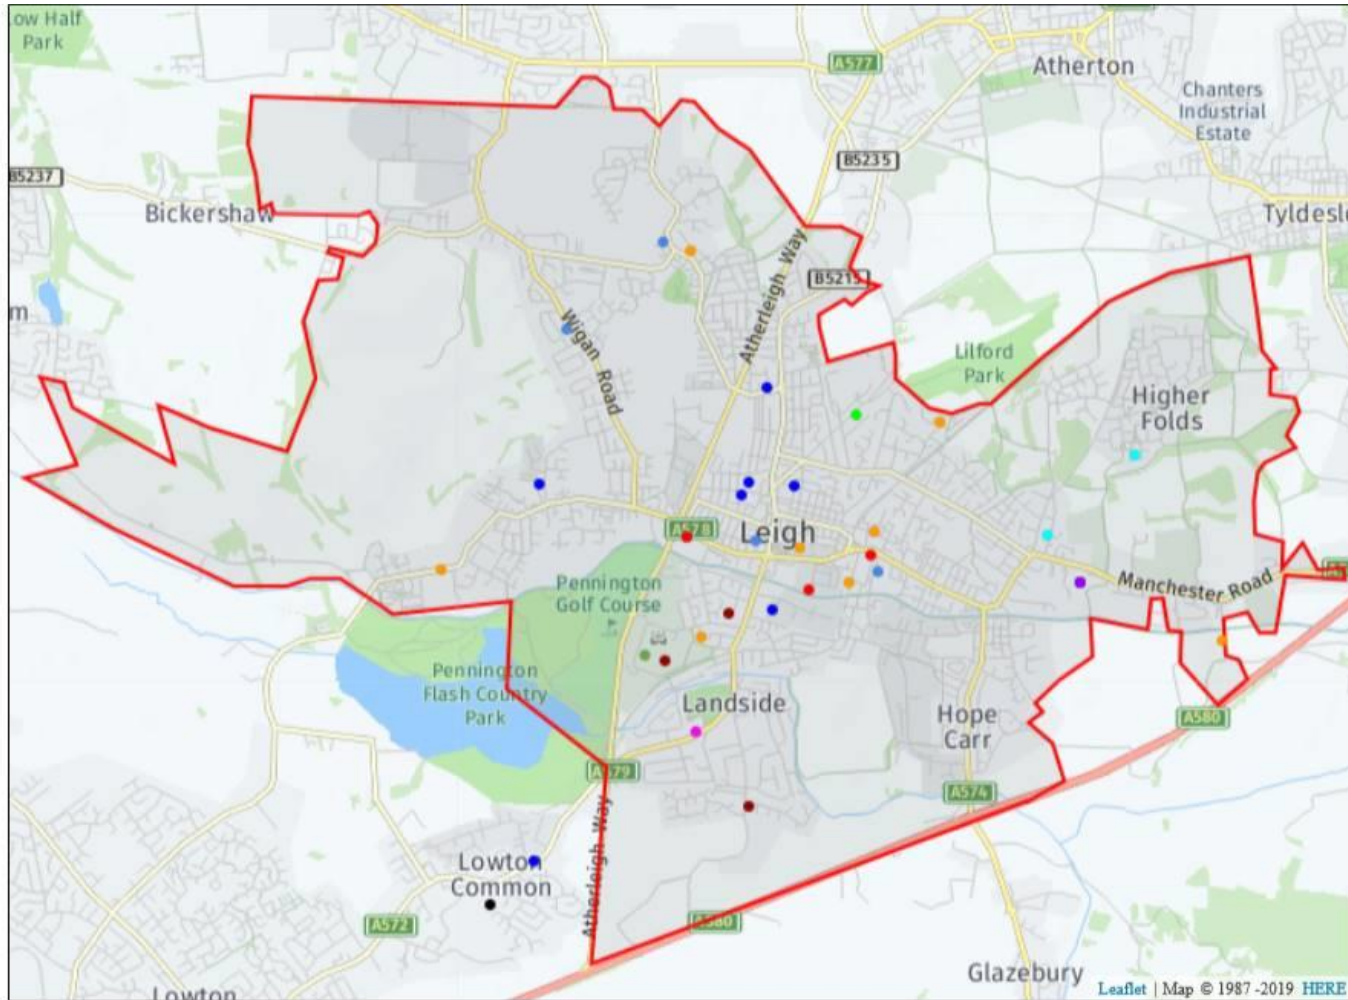 ow Half
Park
A577
Atherton
Chanters
Industrial
Estate
B5235
B5237
Bickershaw
Tyldesle
Atherleigh Way
B5215
m
Wigan Road
Lilford
Park
Higher
Folds
A578
Leigh
Pennington
Golf Course
Manchester Road
Pennington
Flash Country
Park
Landside
Hope
Carr
A580
A579
A574
Atherleigh Way
Lowton
Common
A572
A580
Glazebury
Lowton
Leaflet | Map © 1987 -2019 HERE